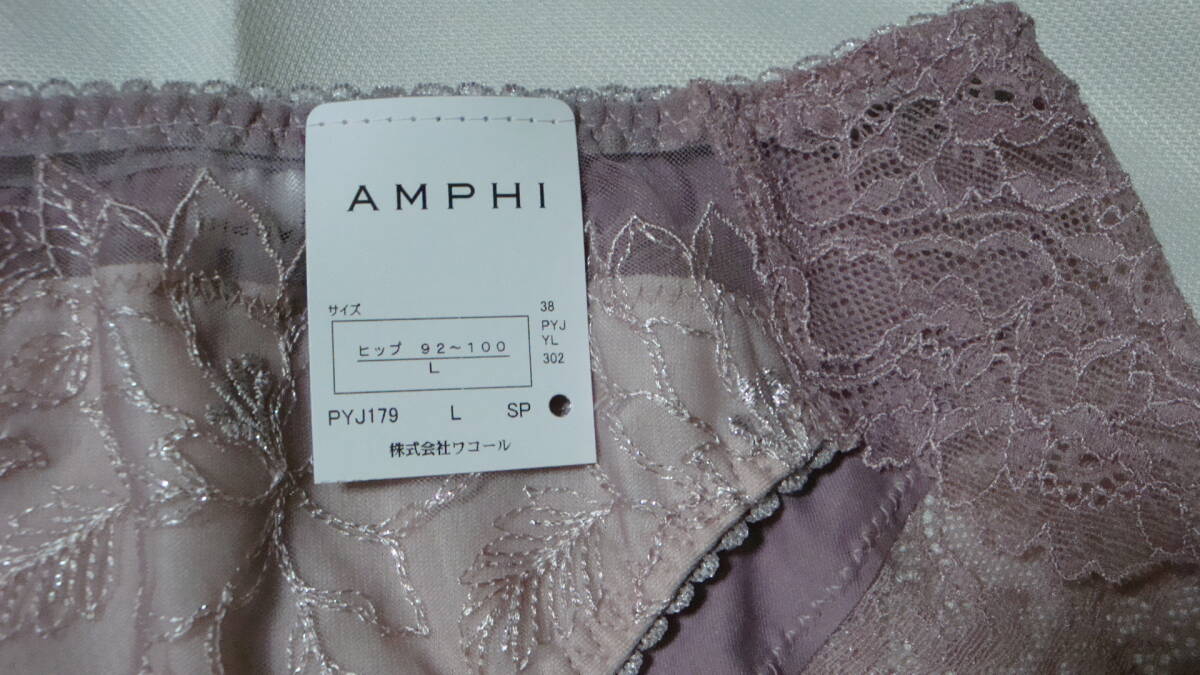 AMPHI
サイズ
ヒップ 92～100
L
38
PYJ
YL
302
PYJ179 L SP
株式会社ワコール